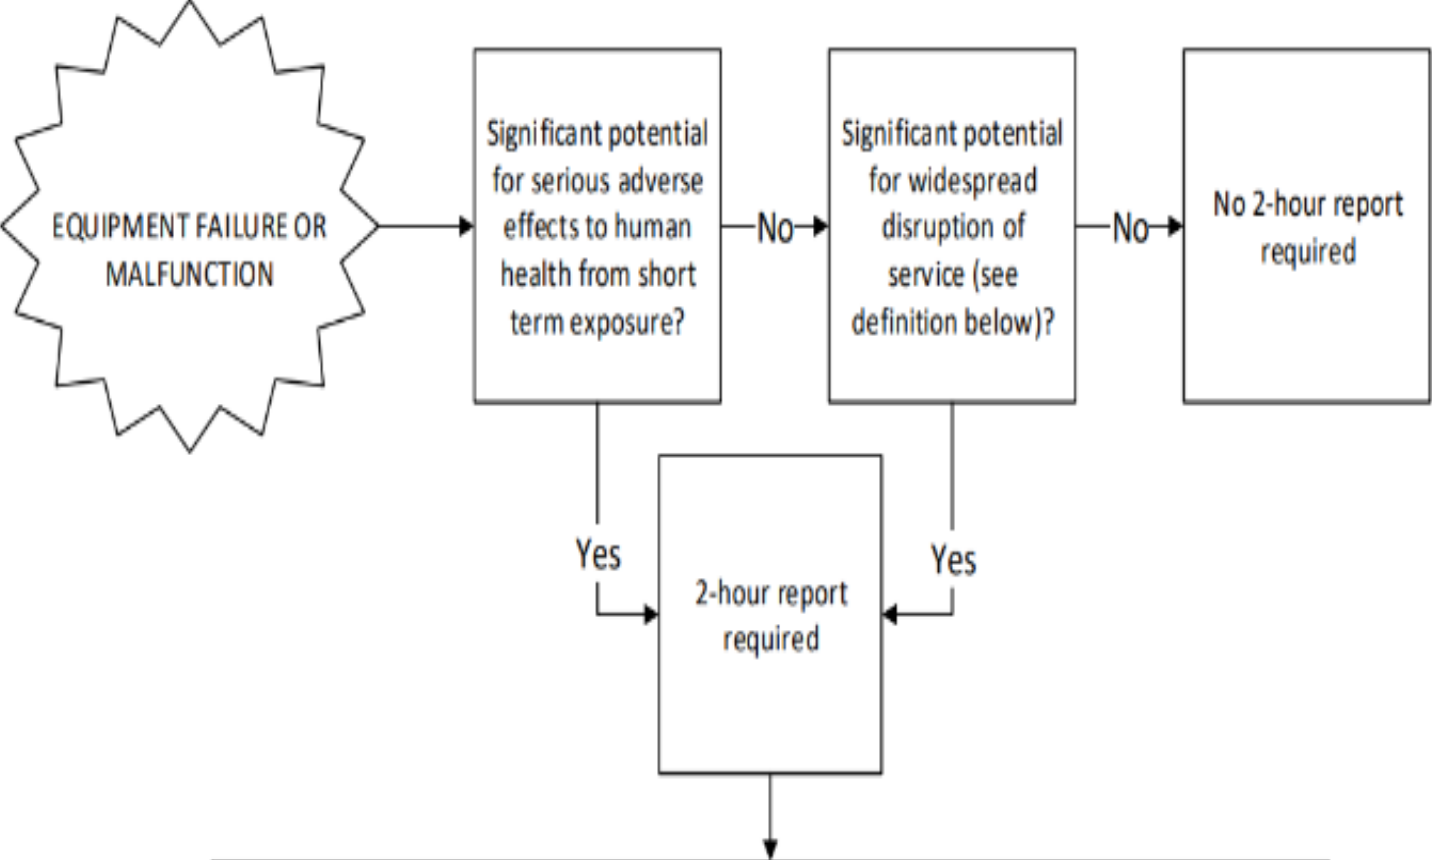 EQUIPMENT FAILURE OR
MALFUNCTION
Significant potential
for serious adverse
effects to human
health from short
term exposure?
No
Significant potential
for widespread
disruption of
service (see
definition below)?
No
No 2-hour report
required
Yes
Yes
2-hour report
required